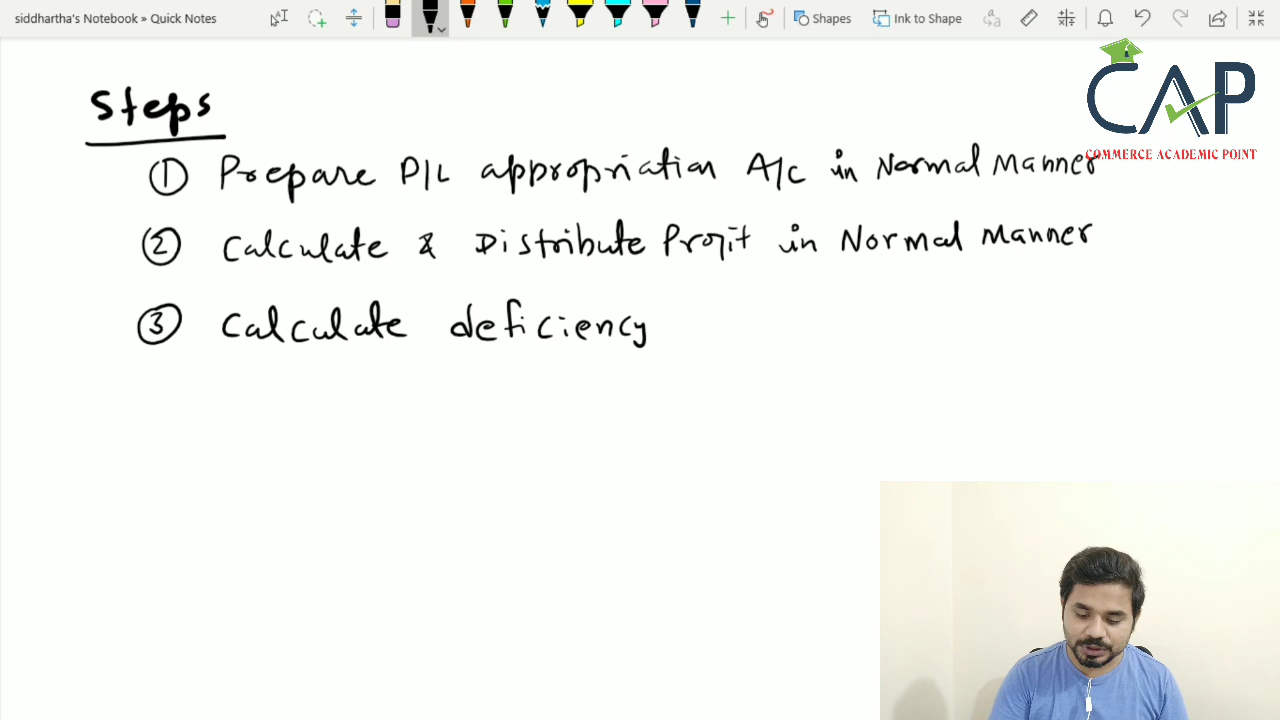 siddhartha's Notebook » Quick Notes
Shapes
Ink to Shape
CAP
COMMERCE ACADEMIC POINT
Steps
① Prepare P/L appropriation A/c in Normal Manner
② Calculate & Distribute Profit in Normal Manner
③ Calculate deficiency